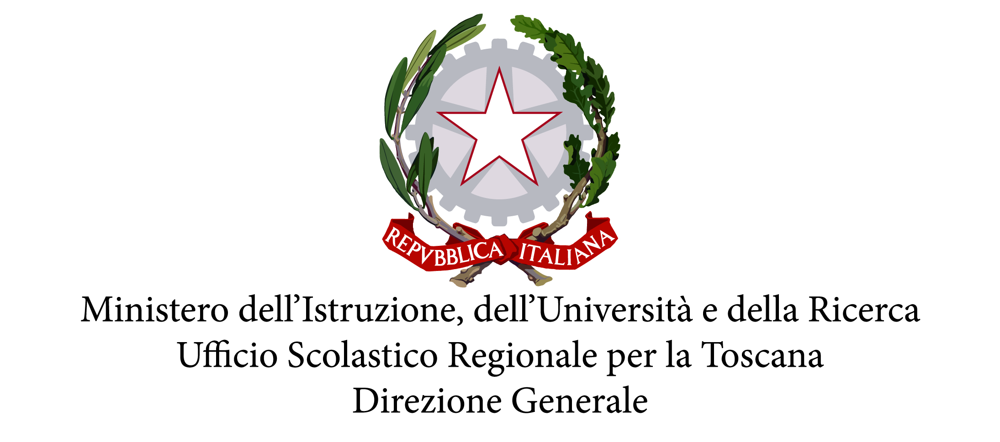 REPVBBLICA ITALIANA
Ministero dell’Istruzione, dell’Università e della Ricerca
Ufficio Scolastico Regionale per la Toscana
Direzione Generale